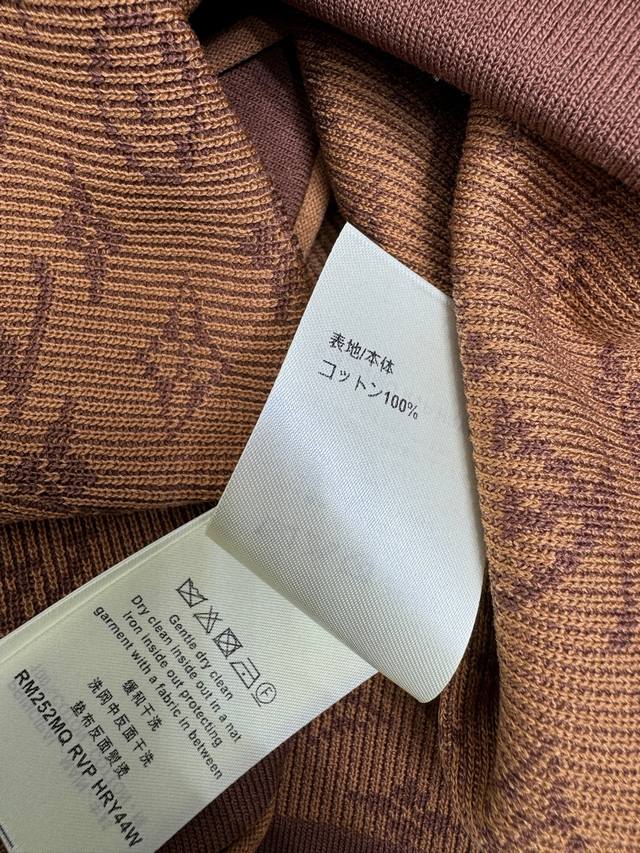 表地/本体
コットン100%
Gentle dry clean
Dry clean inside out in a nat
Iron inside out protecting
garment with a fabric in between
缓和干洗
洗网中反面干洗
垫布反面熨烫
RM252MQ RVP HRY44W